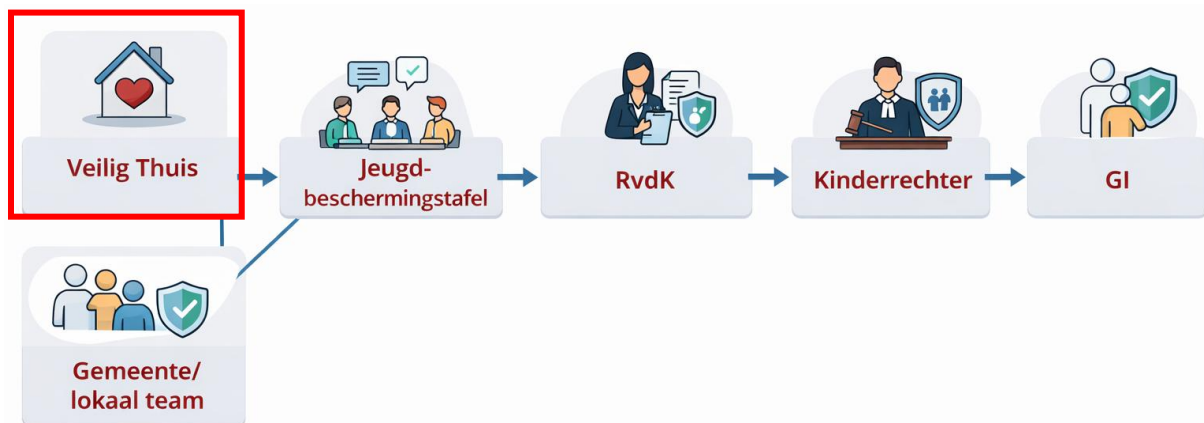 Veilig Thuis
Jeugd-
beschermingstafel
RvdK
Kinderrechter
GI
Gemeente/
lokaal team